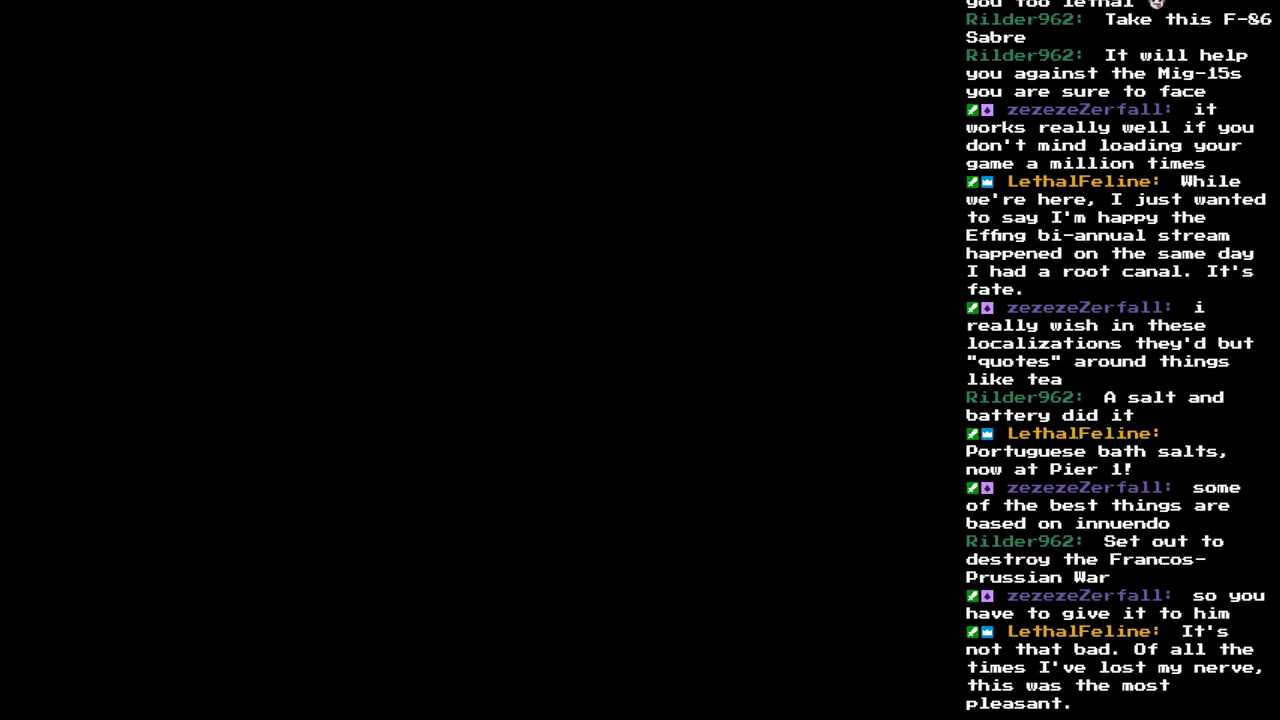 you too lethal
Rilder962: Take this F-86
Sabre
Rilder962: It will help
you against the Mig-15s
you are sure to face
zezezeZerfall: it
works really well if you
don't mind loading your
game a million times
LethalFeline: While
we're here, I just wanted
to say I'm happy the
Effing bi-annual stream
happened on the same day
I had a root canal. It's
fate.
zezezeZerfall: i
really wish in these
localizations they'd but
"quotes" around things
like tea
Rilder962: A salt and
battery did it
LethalFeline:
Portuguese bath salts,
now at Pier 1!
zezezeZerfall: some
of the best things are
based on innuendo
Rilder962: Set out to
destroy the Francos-
Prussian War
zezezeZerfall: so you
have to give it to him
LethalFeline: It's
not that bad. Of all the
times I've lost my nerve,
this was the most
pleasant.